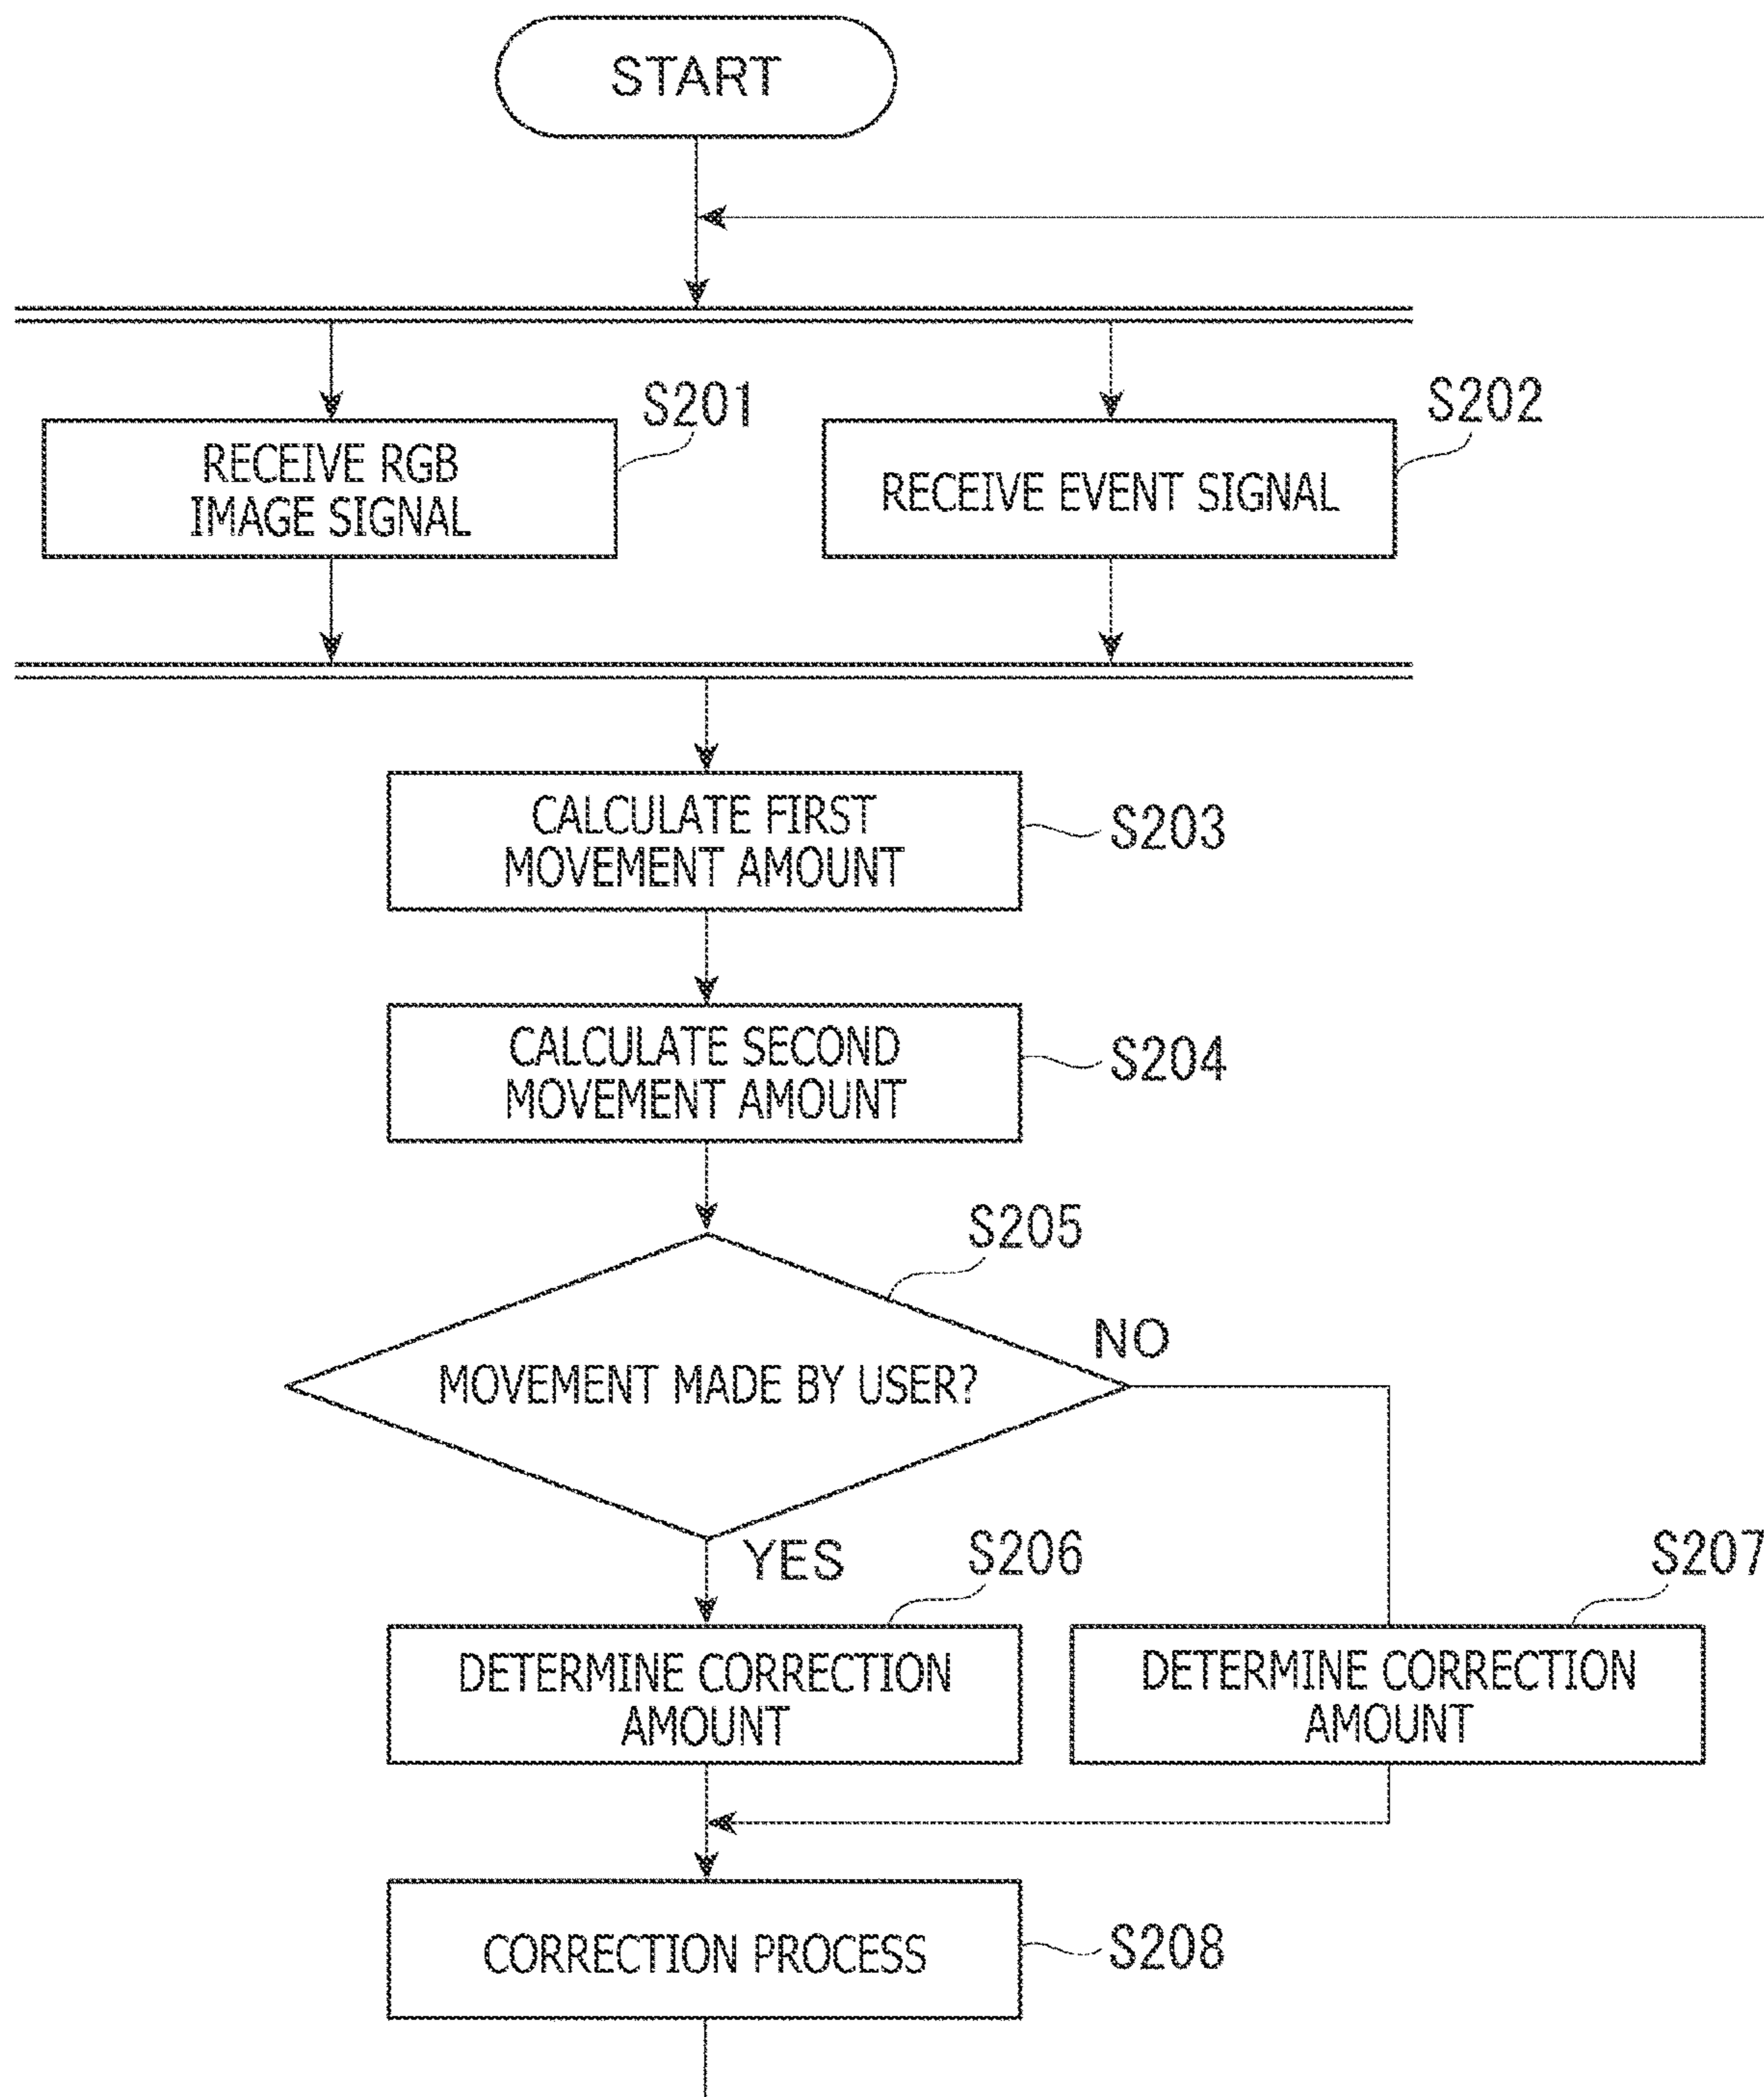 START
S201
S202
RECEIVE RGB
IMAGE SIGNAL
RECEIVE EVENT SIGNAL
CALCULATE FIRST
MOVEMENT AMOUNT
S203
CALCULATE SECOND
MOVEMENT AMOUNT
S204
S205
NO
MOVEMENT MADE BY USER?
YES
S206
S207
DETERMINE CORRECTION
AMOUNT
DETERMINE CORRECTION
AMOUNT
CORRECTION PROCESS
S208